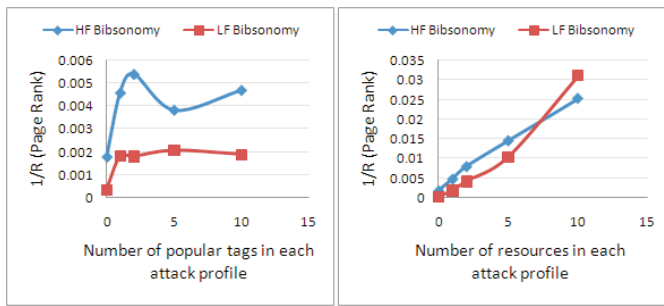 HF Bibsonomy LF Bibsonomy
0.006
0.005
0.004
0.003
0.002
0.001
0
1/R (Page Rank)
0 5 10 15
Number of popular tags in each
attack profile
HF Bibsonomy LF Bibsonomy
0.035
0.03
0.025
0.02
0.015
0.01
0.005
0
1/R (Page Rank)
0 5 10 15
Number of resources in each
attack profile